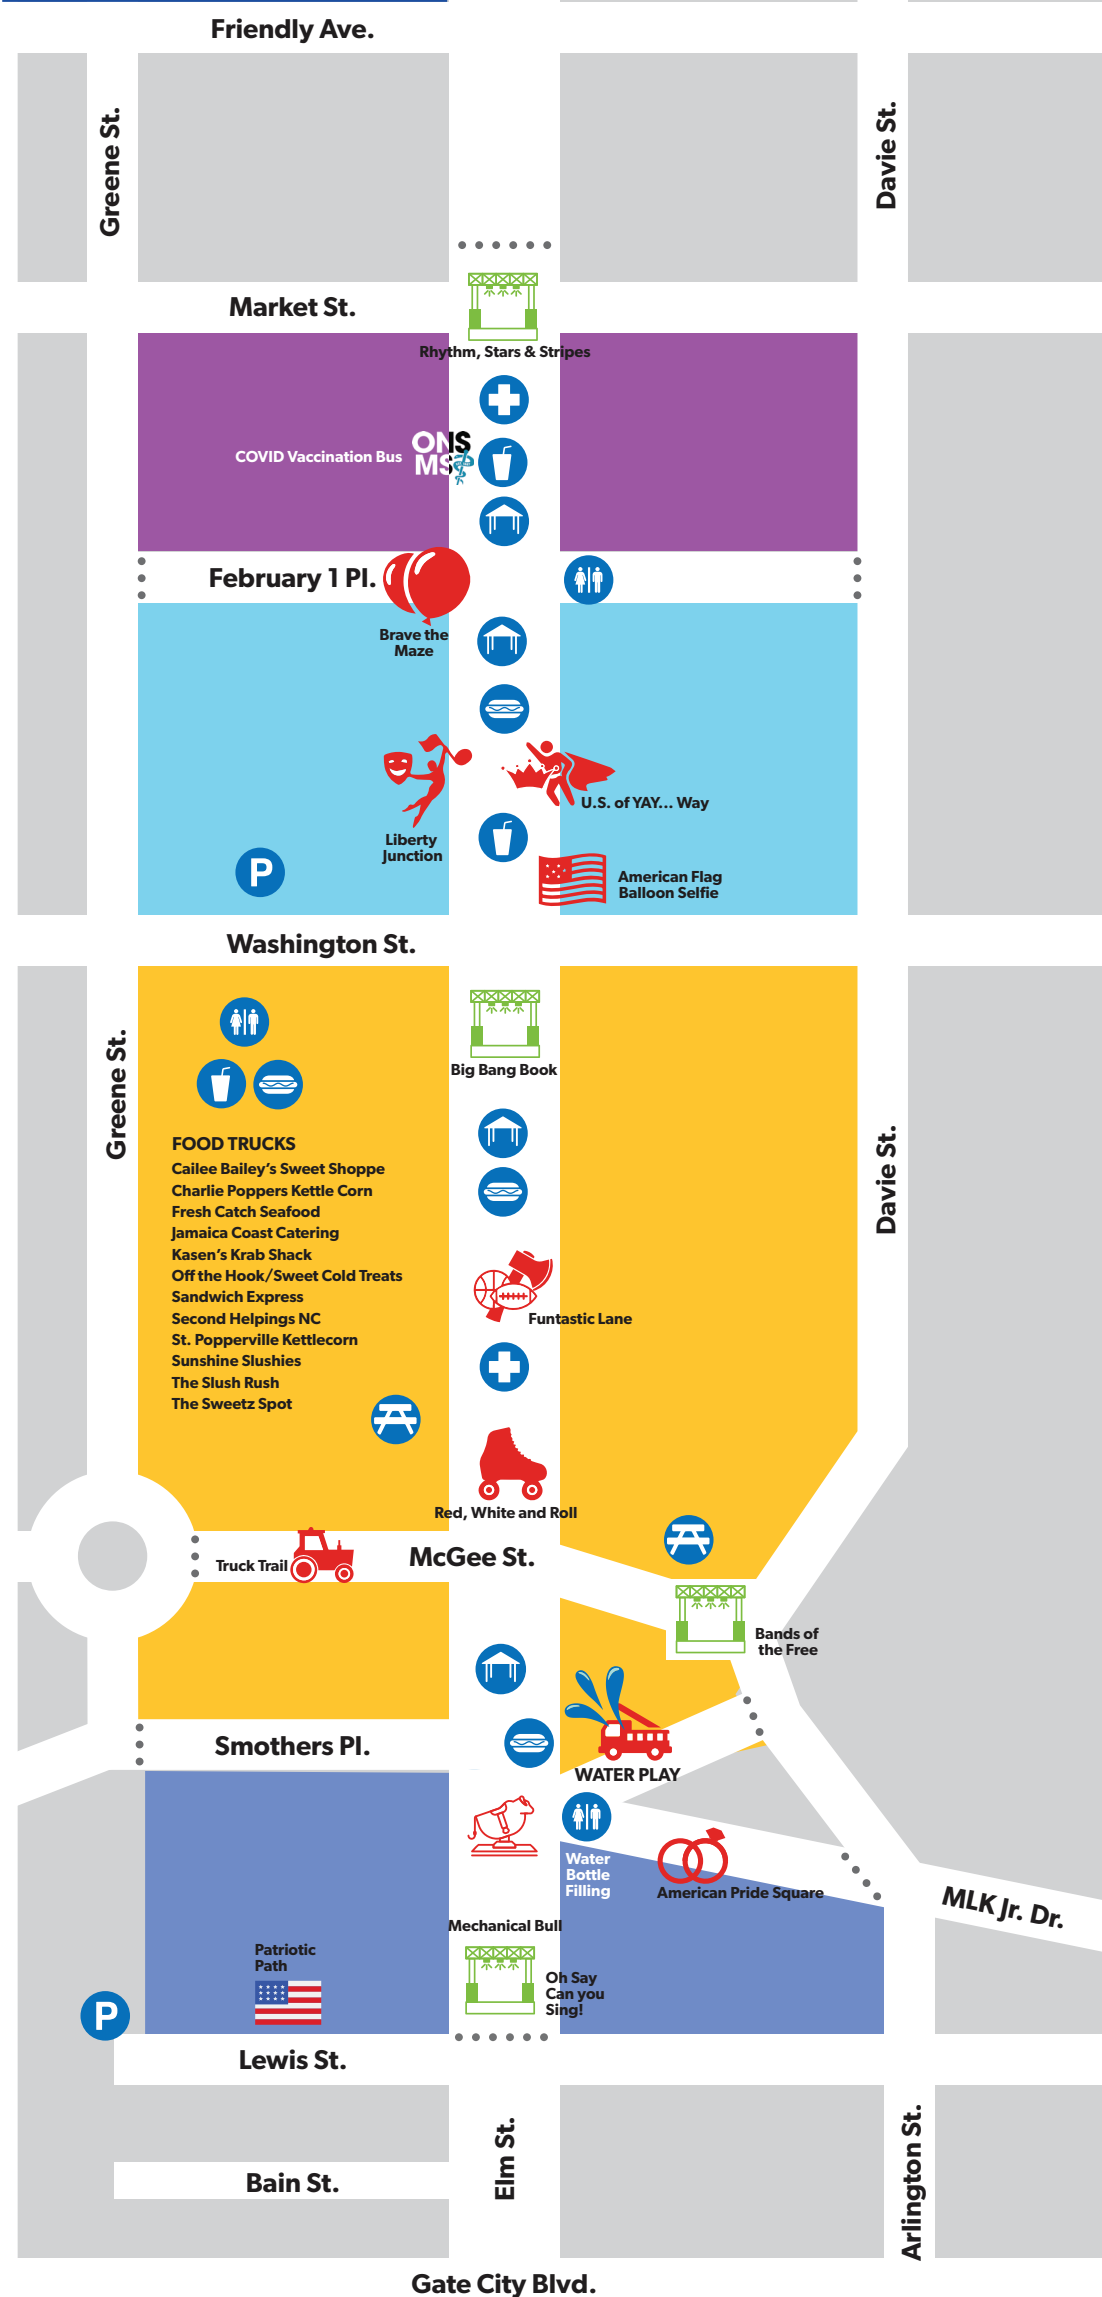 Friendly Ave.
Greene St.
Davie St.
Market St.
Rhythm, Stars & Stripes
COVID Vaccination Bus
ONS
MS
February 1 Pl.
Brave the
Maze
U.S. of YAY... Way
Liberty
Junction
P
American Flag
Balloon Selfie
Washington St.
Greene St.
Big Bang Book
FOOD TRUCKS
Cailee Bailey's Sweet Shoppe
Charlie Poppers Kettle Corn
Fresh Catch Seafood
Jamaica Coast Catering
Kasen's Krab Shack
Off the Hook/Sweet Cold Treats
Sandwich Express
Second Helpings NC
St. Popperville Kettlecorn
Sunshine Slushies
The Slush Rush
The Sweetz Spot
Davie St.
Funtastic Lane
Red, White and Roll
Truck Trail
McGee St.
Bands of
the Free
Smothers Pl.
WATER PLAY
Water
Bottle
Filling
American Pride Square
MLK Jr. Dr.
Mechanical Bull
Patriotic
Path
Oh Say
Can you
Sing!
P
Lewis St.
Elm St.
Bain St.
Arlington St.
Gate City Blvd.